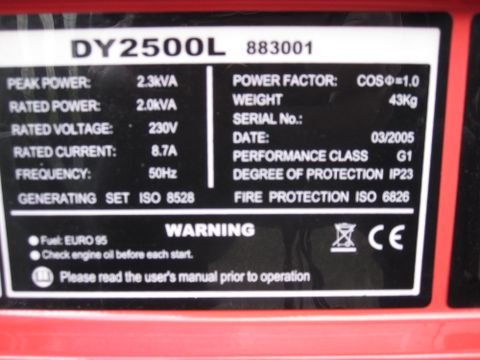 DY2500L 883001
PEAK POWER: 2.3kVA
RATED POWER: 2.0kVA
RATED VOLTAGE: 230V
RATED CURRENT: 8.7A
FREQUENCY: 50Hz
POWER FACTOR: COSΦ=1.0
WEIGHT 43Kg
SERIAL No.:
DATE: 03/2005
PERFORMANCE CLASS G1
DEGREE OF PROTECTION IP23
GENERATING SET ISO 8528
FIRE PROTECTION ISO 6826
WARNING
Fuel: EURO 95
Check engine oil before each start.
Please read the user's manual prior to operation
CE